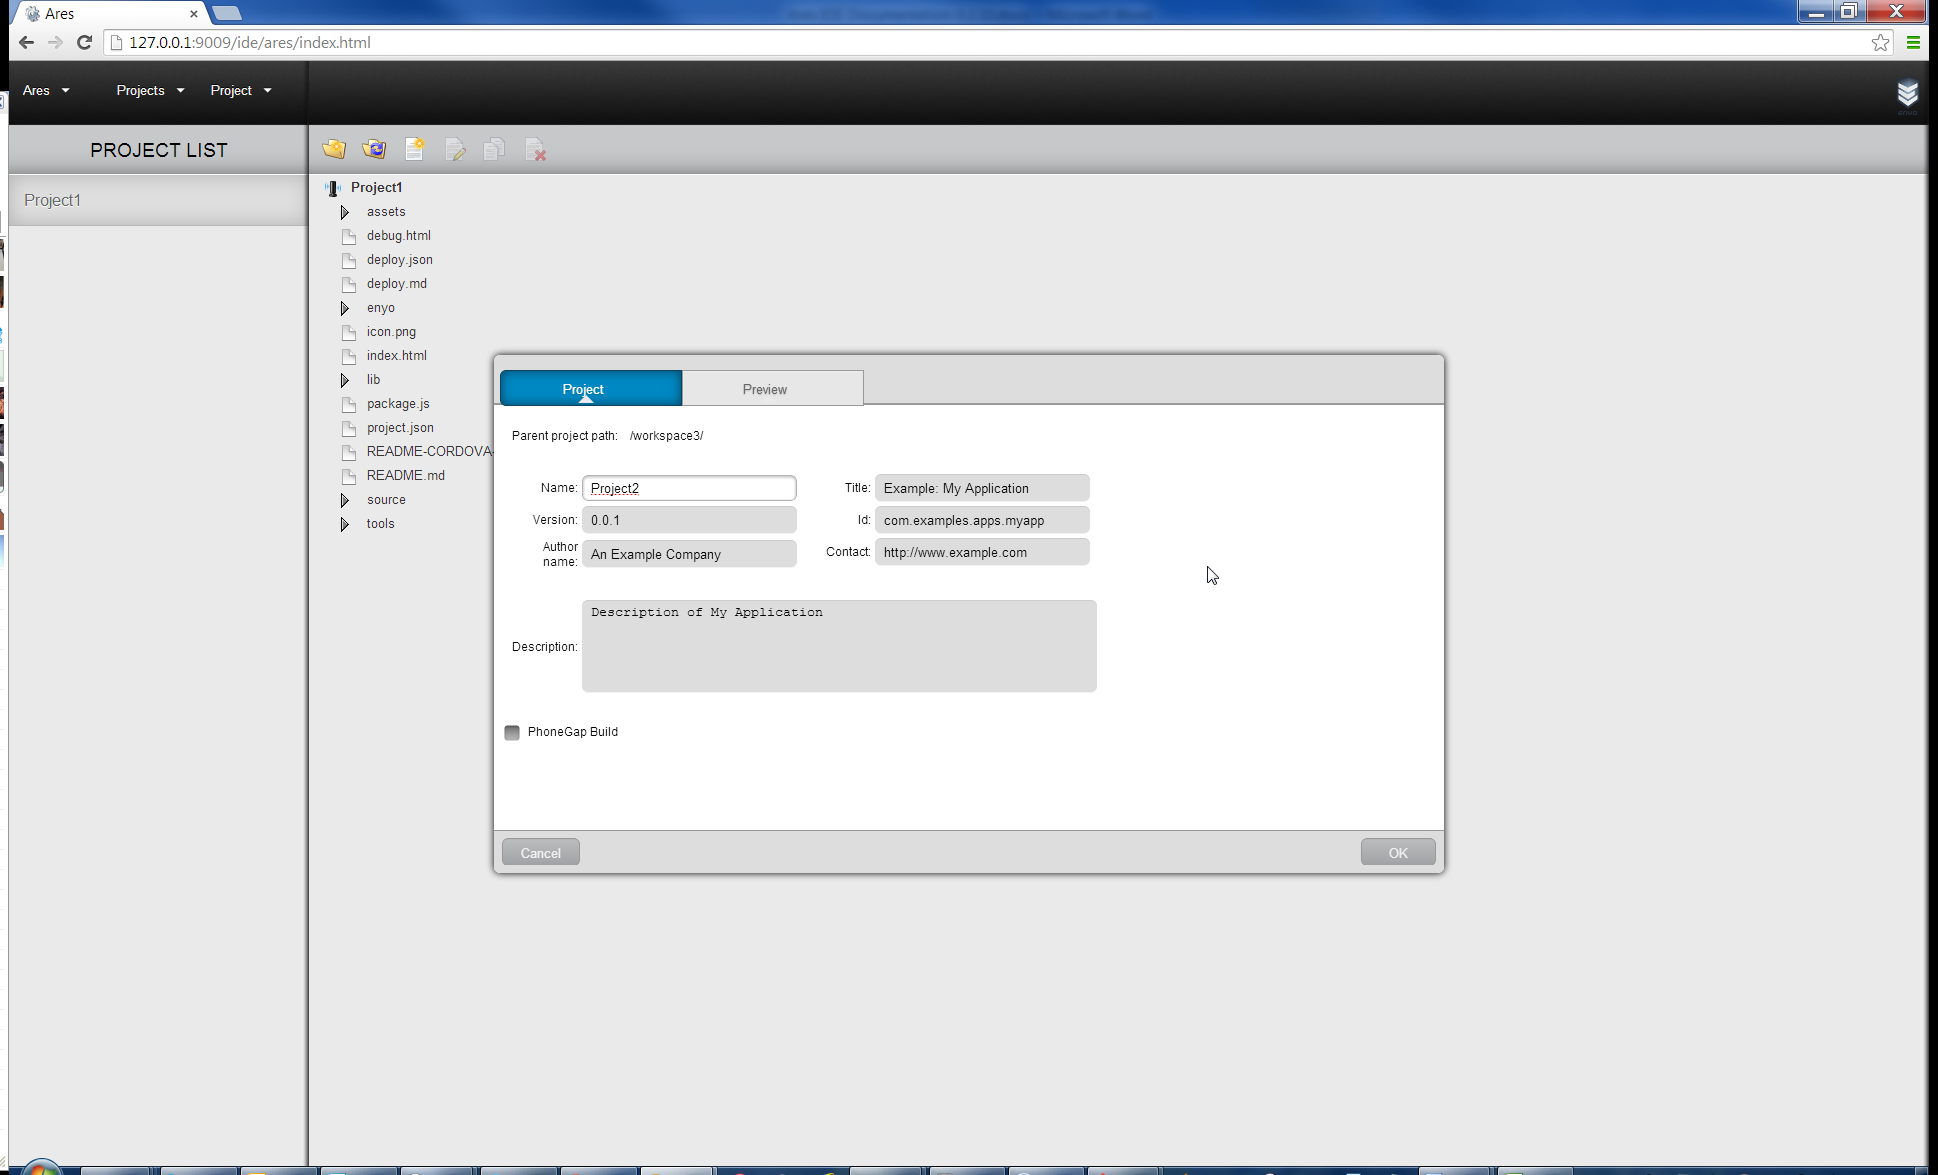 Ares
127.0.0.1:9009/ide/ares/index.html
Ares Projects Project
PROJECT LIST
Project1
Project1
assets
debug.html
deploy.json
deploy.md
enyo
icon.png
index.html
lib
package.js
project.json
README-CORDOVA-
README.md
source
tools
Project Preview
Parent project path: /workspace3/
Name: Project2 Title: Example: My Application
Version: 0.0.1 Id: com.examples.apps.myapp
Author name: An Example Company Contact: http://www.example.com
Description: Description of My Application
PhoneGap Build
Cancel OK